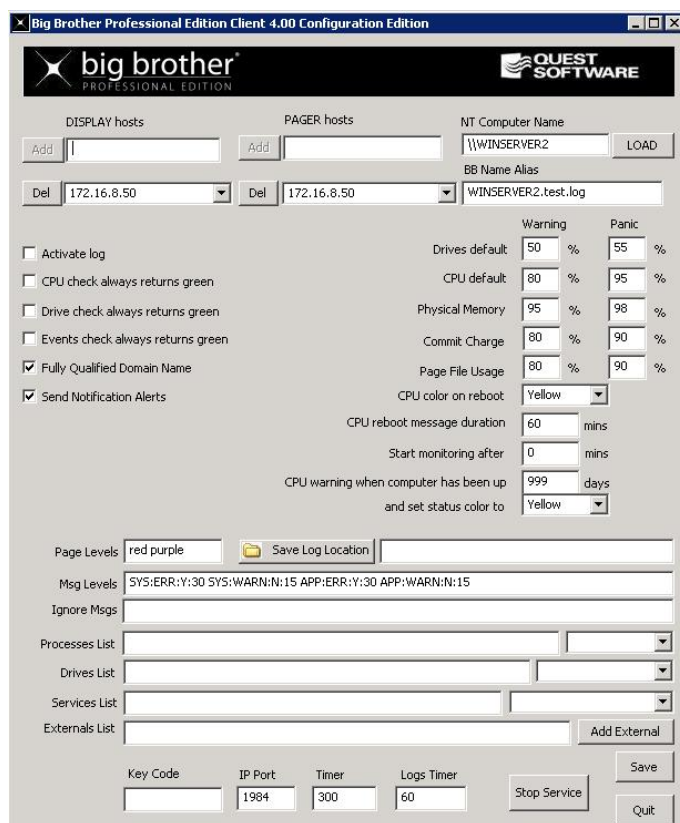 Big Brother Professional Edition Client 4.00 Configuration Edition
big brother
PROFESSIONAL EDITION
QUEST SOFTWARE
DISPLAY hosts
PAGER hosts
NT Computer Name
Add
Add
\\WINSERVER2
LOAD
BB Name Alias
Del
172.16.8.50
Del
172.16.8.50
WINSERVER2.test.log
Warning
Panic
Activate log
Drives default
50
%
55
%
CPU check always returns green
CPU default
80
%
95
%
Drive check always returns green
Physical Memory
95
%
98
%
Events check always returns green
Commit Charge
80
%
90
%
Fully Qualified Domain Name
Page File Usage
80
%
90
%
Send Notification Alerts
CPU color on reboot
Yellow
CPU reboot message duration
60
mins
Start monitoring after
0
mins
CPU warning when computer has been up
999
days
and set status color to
Yellow
Page Levels
red purple
Save Log Location
Msg Levels
SYS:ERR:Y:30 SYS:WARN:N:15 APP:ERR:Y:30 APP:WARN:N:15
Ignore Msgs
Processes List
Drives List
Services List
Externals List
Add External
Key Code
IP Port
Timer
Logs Timer
Save
1984
300
60
Stop Service
Quit